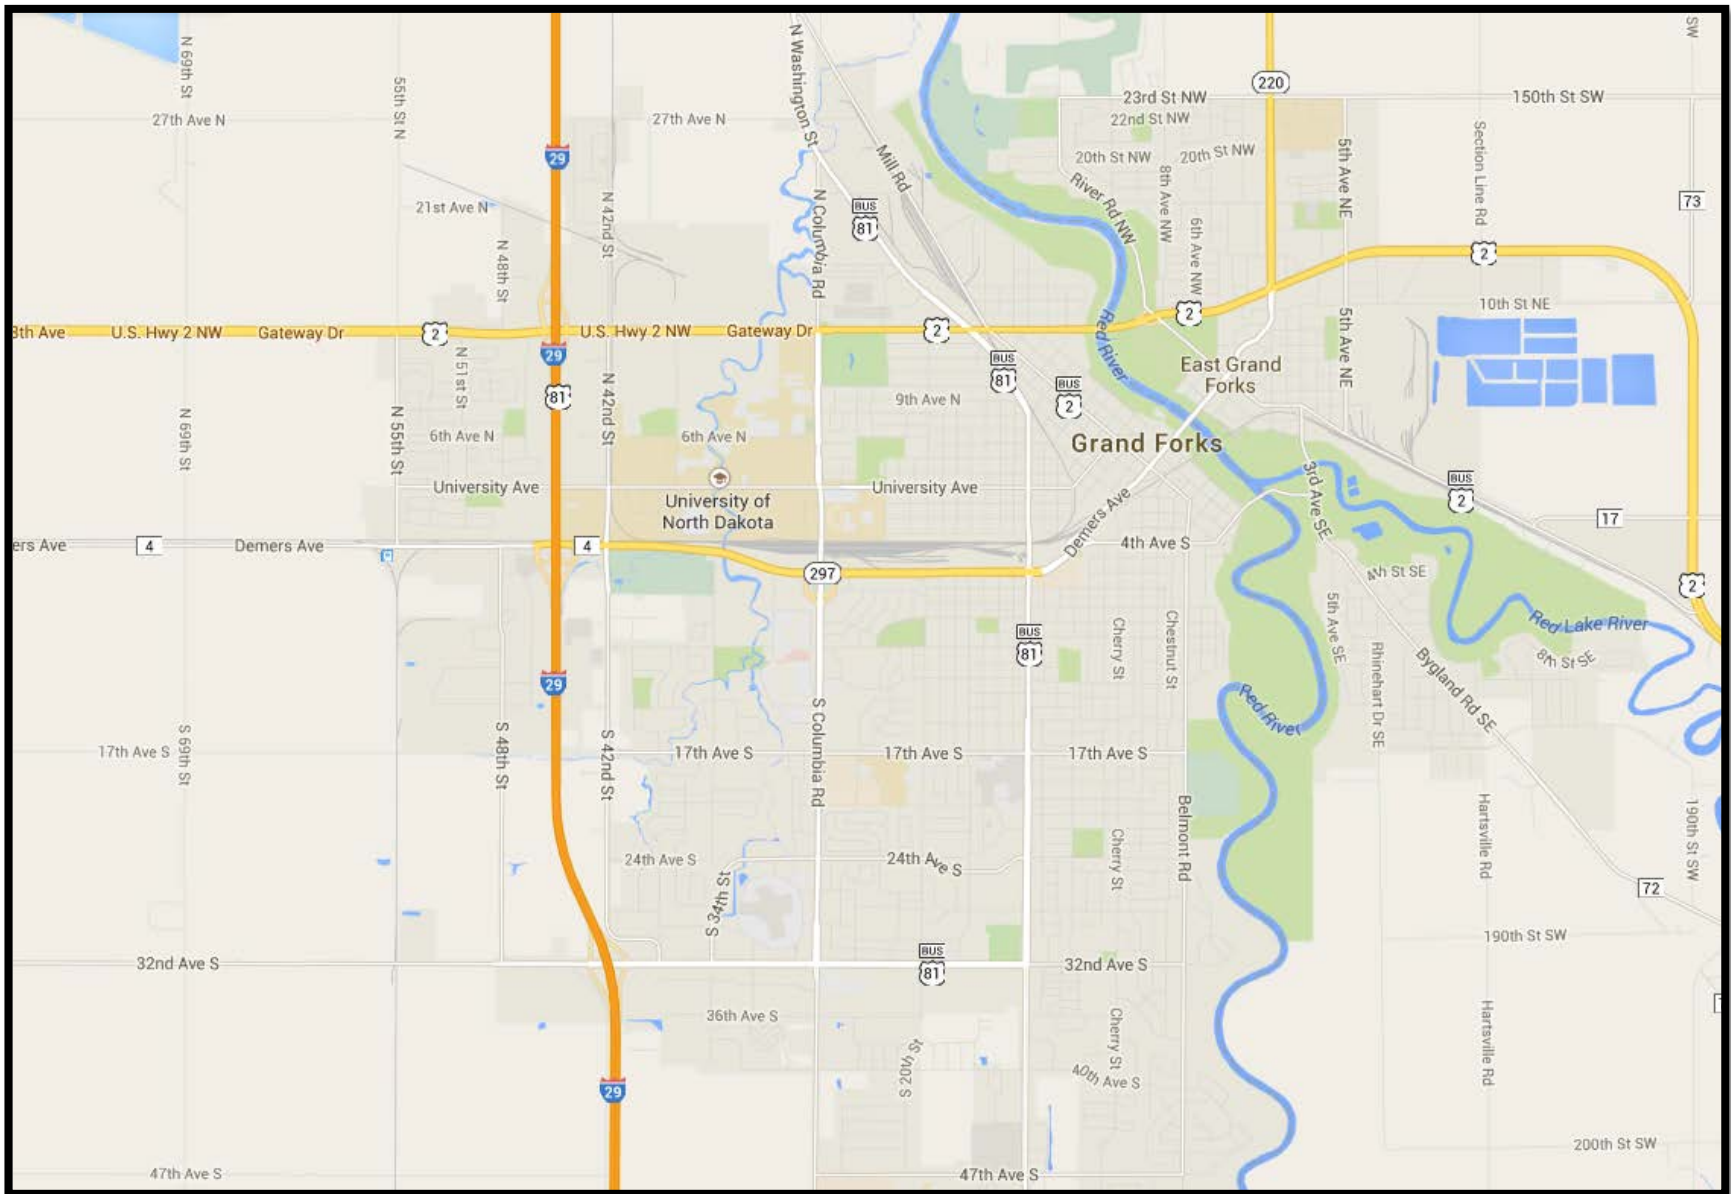 SW
N 69th St
55th St N
N Washington St
220
23rd St NW
150th St SW
27th Ave N
27th Ave N
22nd St NW
29
Mill Rd
20th St NW
20th St NW
5th Ave NE
Section Line Rd
River Rd NW
8th Ave NW
21st Ave N
N 42nd St
N Columbia Rd
BUS
81
73
N 48th St
6th Ave NW
2
10th St NE
8th Ave
U.S. Hwy 2 NW
Gateway Dr
2
U.S. Hwy 2 NW
Gateway Dr
2
2
Red River
5th Ave NE
29
N 51st St
BUS
81
East Grand
Forks
81
N 42nd St
9th Ave N
BUS
2
N 69th St
N 55th St
6th Ave N
6th Ave N
Grand Forks
University Ave
University of
North Dakota
University Ave
3rd Ave SE
BUS
2
17
ers Ave
4
Demers Ave
4
Demers Ave
4th Ave S
297
4th St SE
2
BUS
81
Cherry St
Chestnut St
5th Ave SE
Red Lake River
Rhinehart Dr SE
Bygland Rd SE
8th St SE
29
Red River
S 69th St
17th Ave S
S 48th St
S 42nd St
17th Ave S
S Columbia Rd
17th Ave S
17th Ave S
Belmont Rd
Hartsville Rd
190th St SW
24th Ave S
24th Ave S
Cherry St
S 34th St
72
32nd Ave S
BUS
81
32nd Ave S
190th St SW
36th Ave S
Cherry St
Hartsville Rd
S 20th St
40th Ave S
29
200th St SW
47th Ave S
47th Ave S